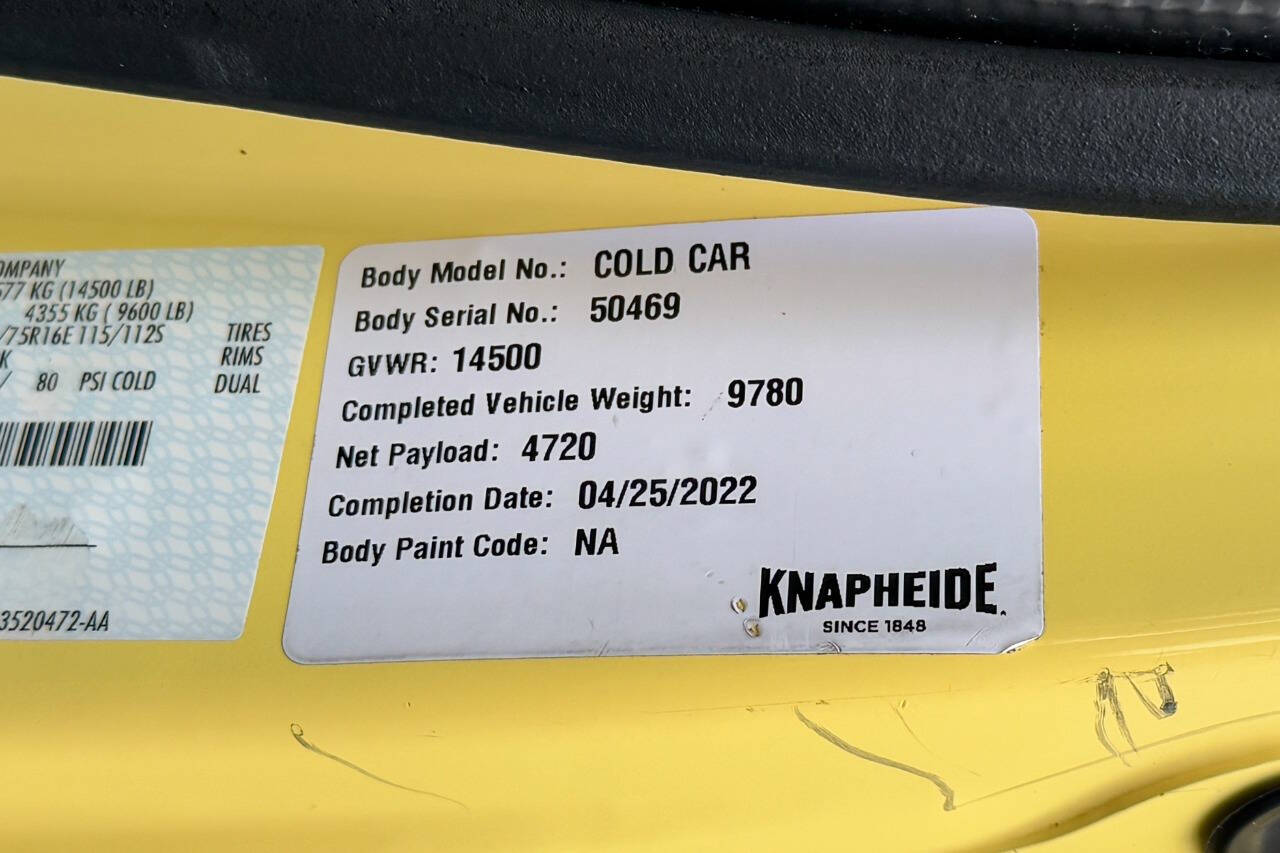 OMPANY
577 KG (14500 LB)
4355 KG ( 9600 LB)
/75R16E 115/112S TIRES
K RIMS
/ 80 PSI COLD DUAL
3520472-AA
Body Model No.: COLD CAR
Body Serial No.: 50469
GVWR: 14500
Completed Vehicle Weight: 9780
Net Payload: 4720
Completion Date: 04/25/2022
Body Paint Code: NA
KNAPHEIDE.
SINCE 1848